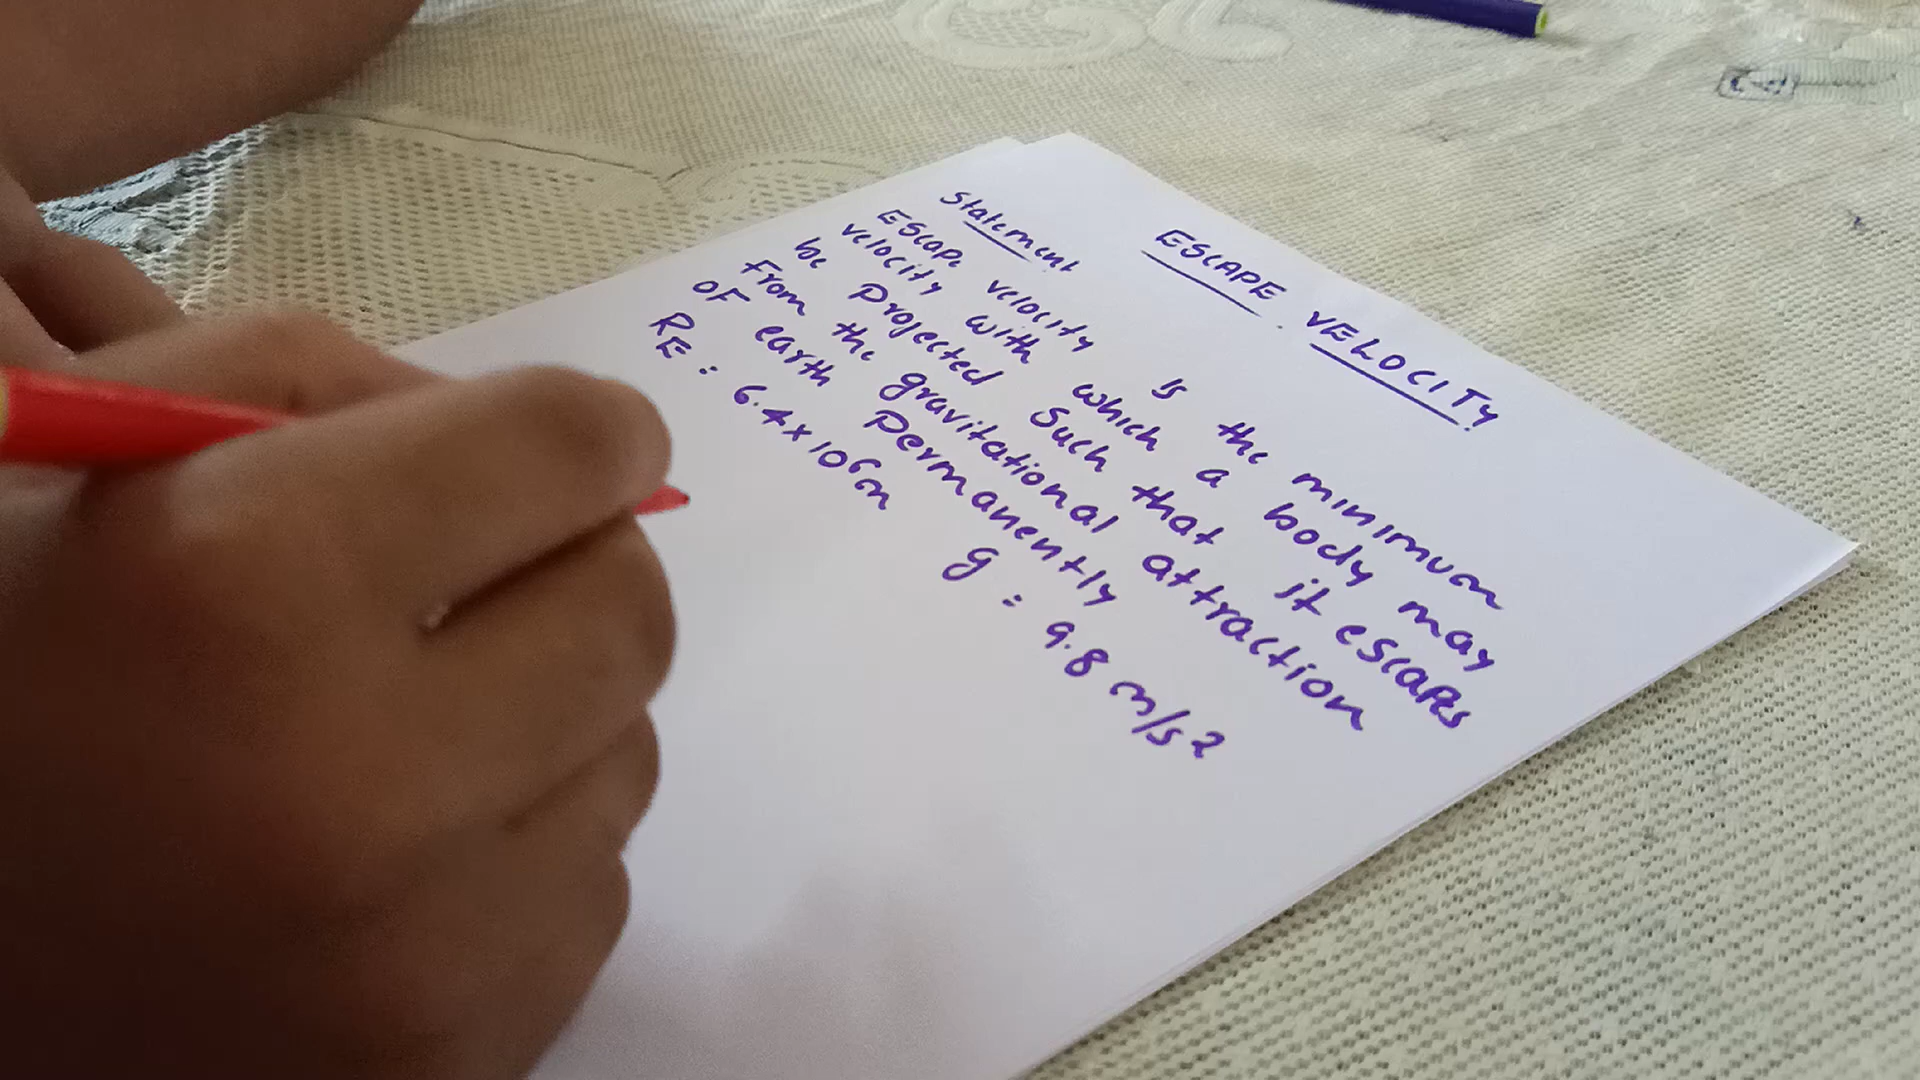 ESCAPE VELOCITY
Statement
Escape velocity is the minimum
velocity with which a body may
be projected such that it escapes
From the gravitational attraction
of earth permanently
RE : 6.4×10⁶m
g : 9.8 m/s²